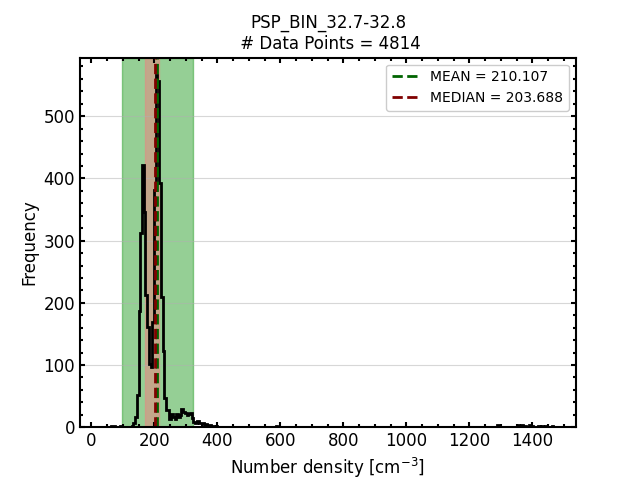 PSP_BIN_32.7-32.8
# Data Points = 4814
MEAN = 210.107
MEDIAN = 203.688
Frequency
500
400
300
200
100
0
0 200 400 600 800 1000 1200 1400
Number density [cm⁻³]